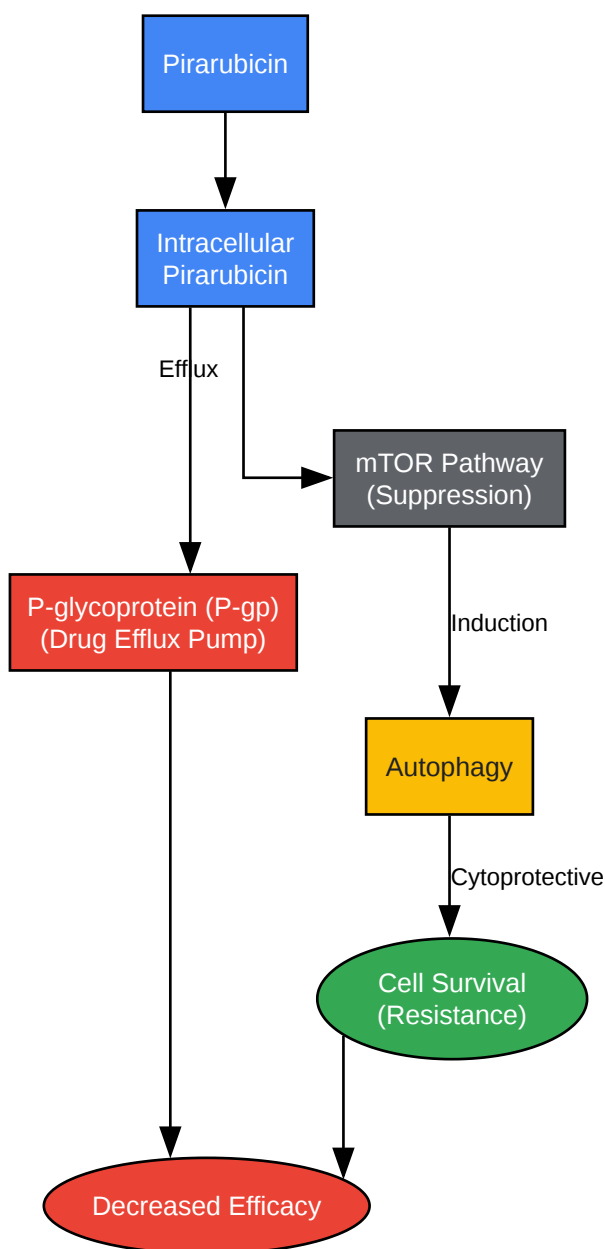 Pirarubicin
Intracellular
Pirarubicin
Efflux
mTOR Pathway
(Suppression)
P-glycoprotein (P-gp)
(Drug Efflux Pump)
Induction
Autophagy
Cytoprotective
Cell Survival
(Resistance)
Decreased Efficacy